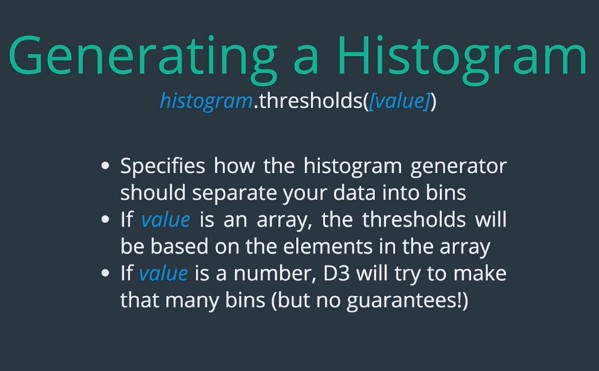 Generating a Histogram
histogram.thresholds([value])
• Specifies how the histogram generator
should separate your data into bins
• If value is an array, the thresholds will
be based on the elements in the array
• If value is a number, D3 will try to make
that many bins (but no guarantees!)